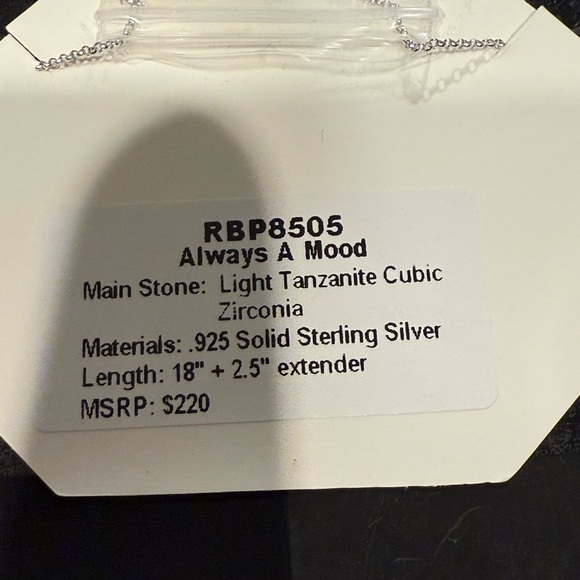 RBP8505
Always A Mood
Main Stone: Light Tanzanite Cubic
Zirconia
Materials: .925 Solid Sterling Silver
Length: 18" + 2.5" extender
MSRP: $220